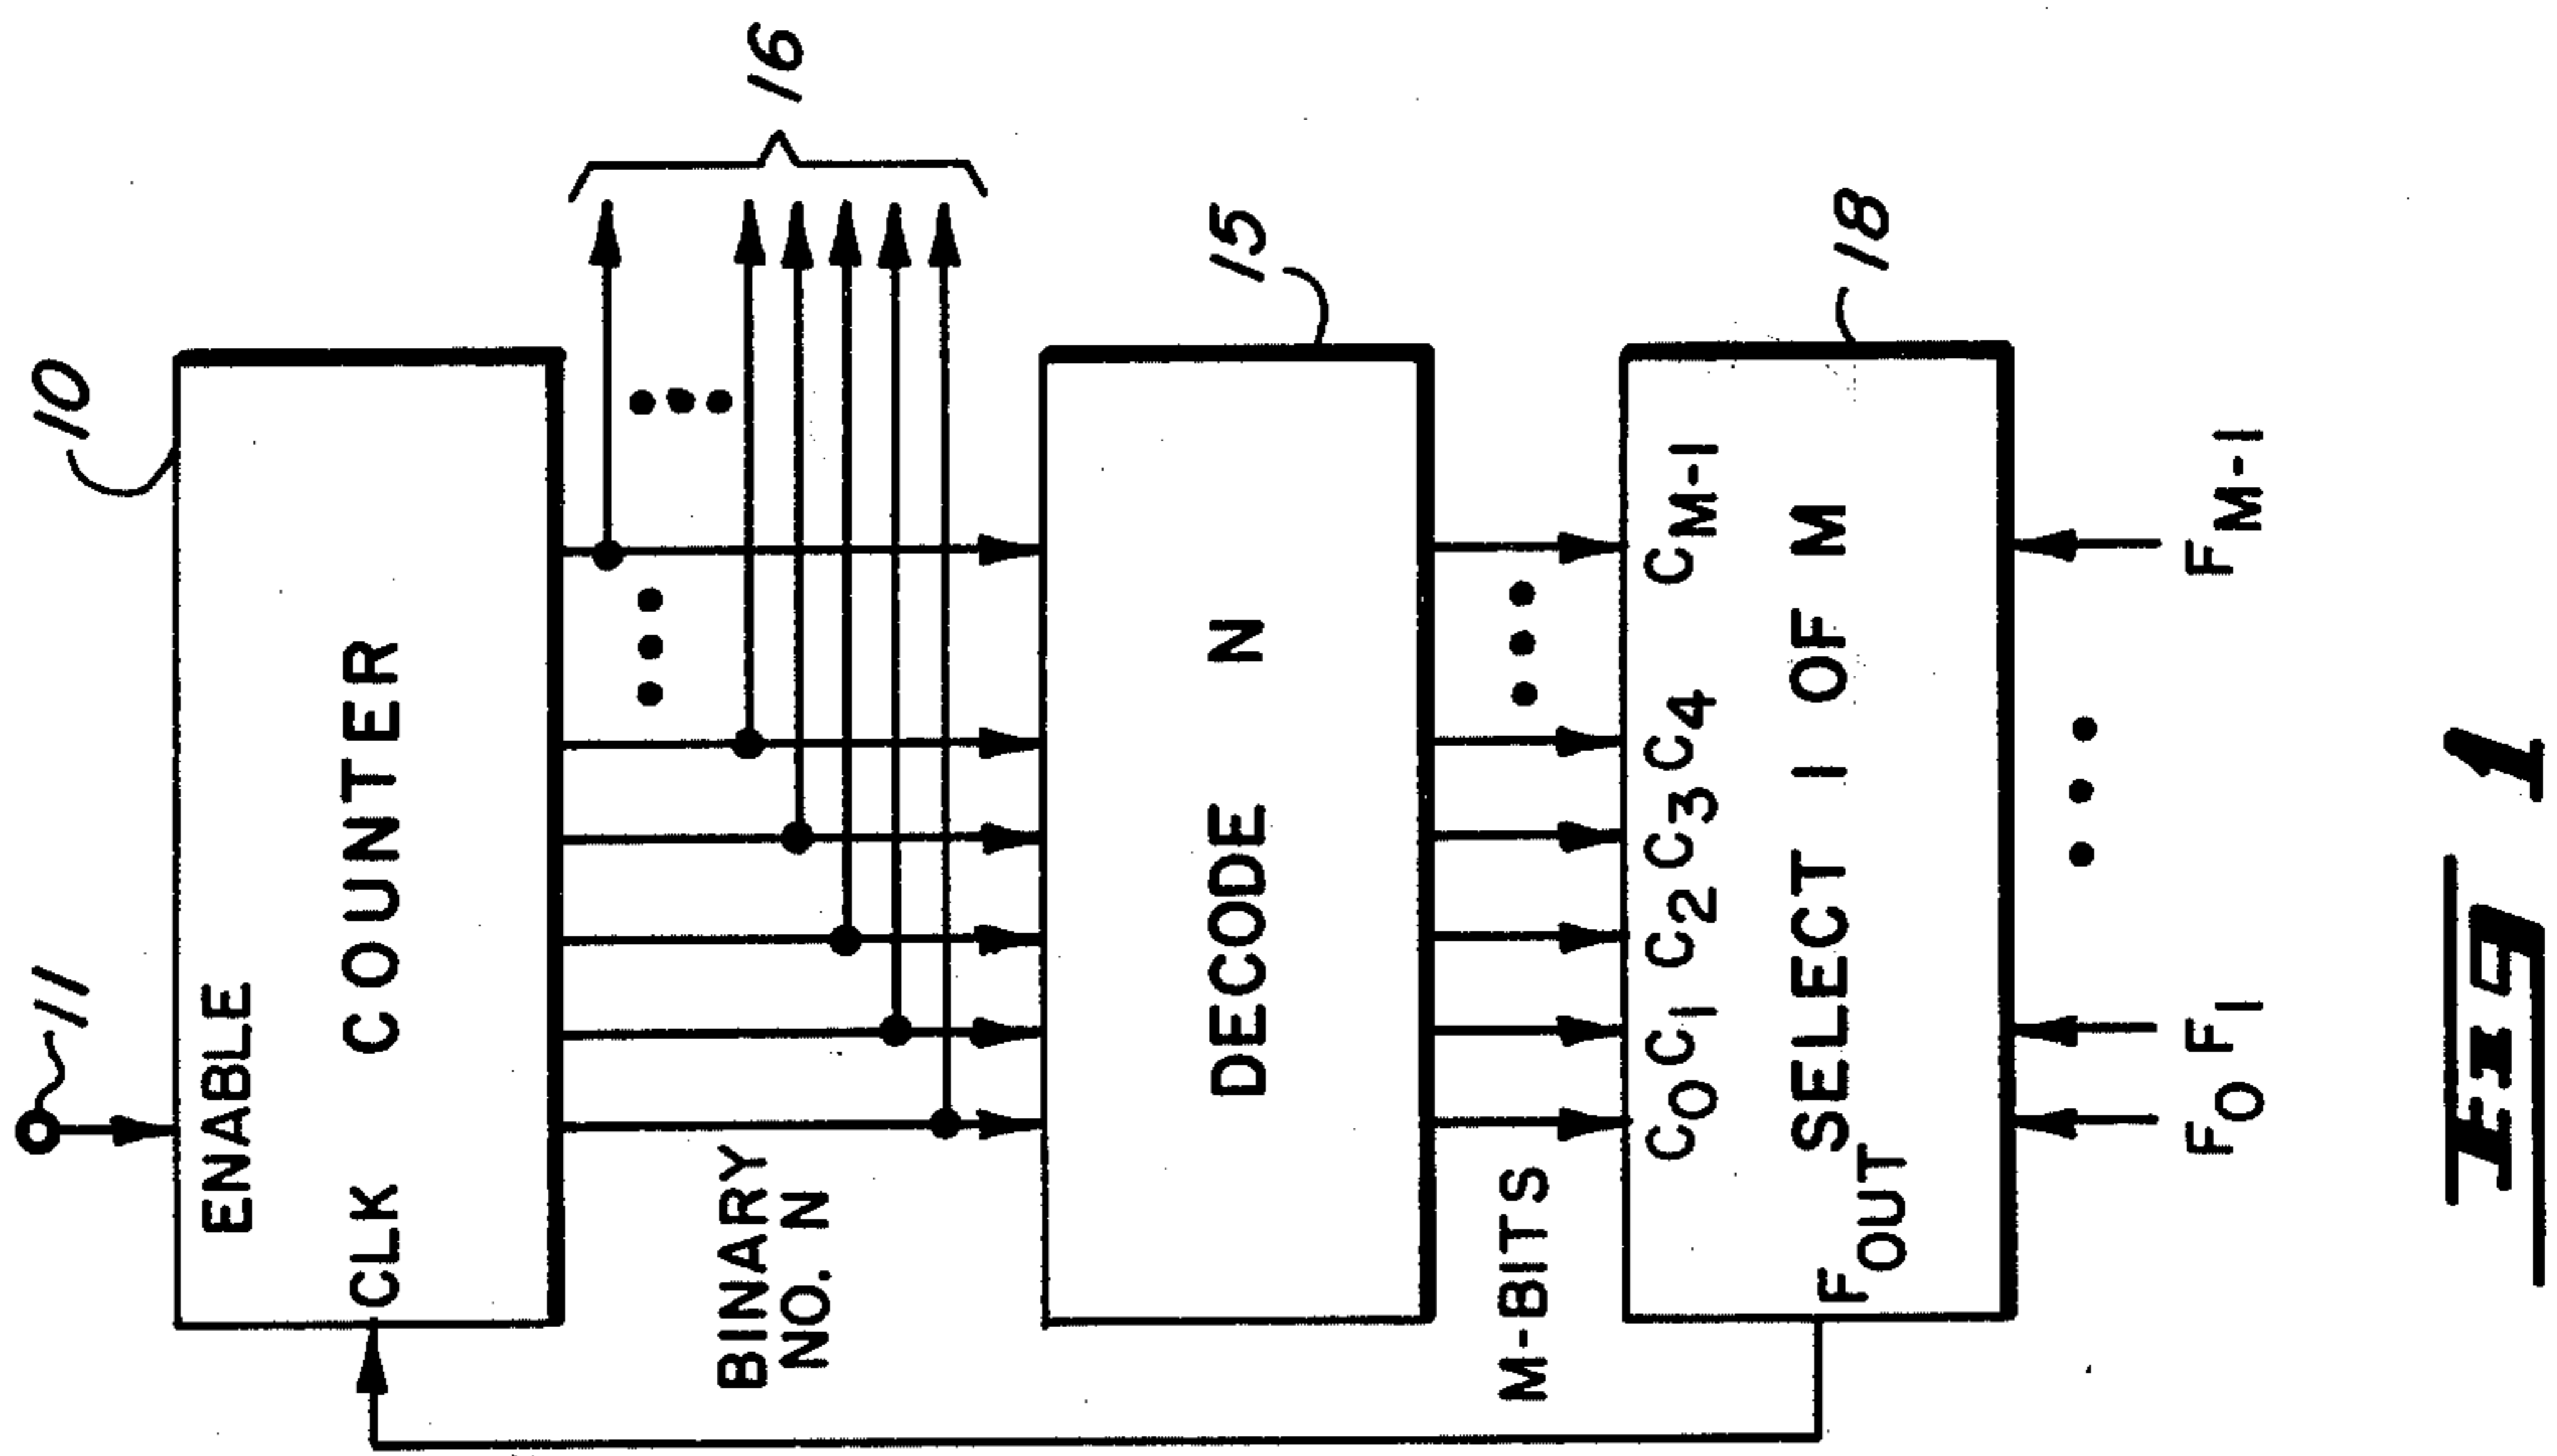 11
10
ENABLE
CLK COUNTER
16
BINARY
NO. N
15
DECODE N
M-BITS
18
C0 C1 C2 C3 C4 CM-1
SELECT 1 OF M
FOUT
F0 F1 FM-1
Fig 1